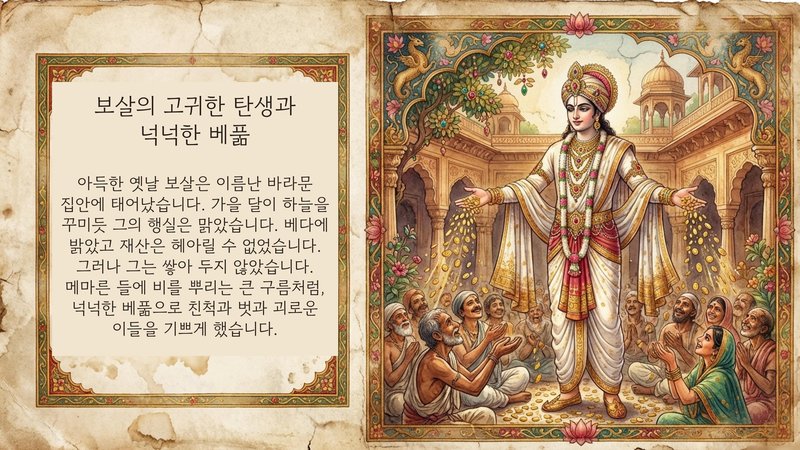 보살의 고귀한 탄생과
넉넉한 베풂
아득한 옛날 보살은 이름난 바라문
집안에 태어났습니다. 가을 달이 하늘을
꾸미듯 그의 행실은 맑았습니다. 베다에
밝았고 재산은 헤아릴 수 없었습니다.
그러나 그는 쌓아 두지 않았습니다.
메마른 들에 비를 뿌리는 큰 구름처럼,
넉넉한 베풂으로 친척과 벗과 괴로운
이들을 기쁘게 했습니다.